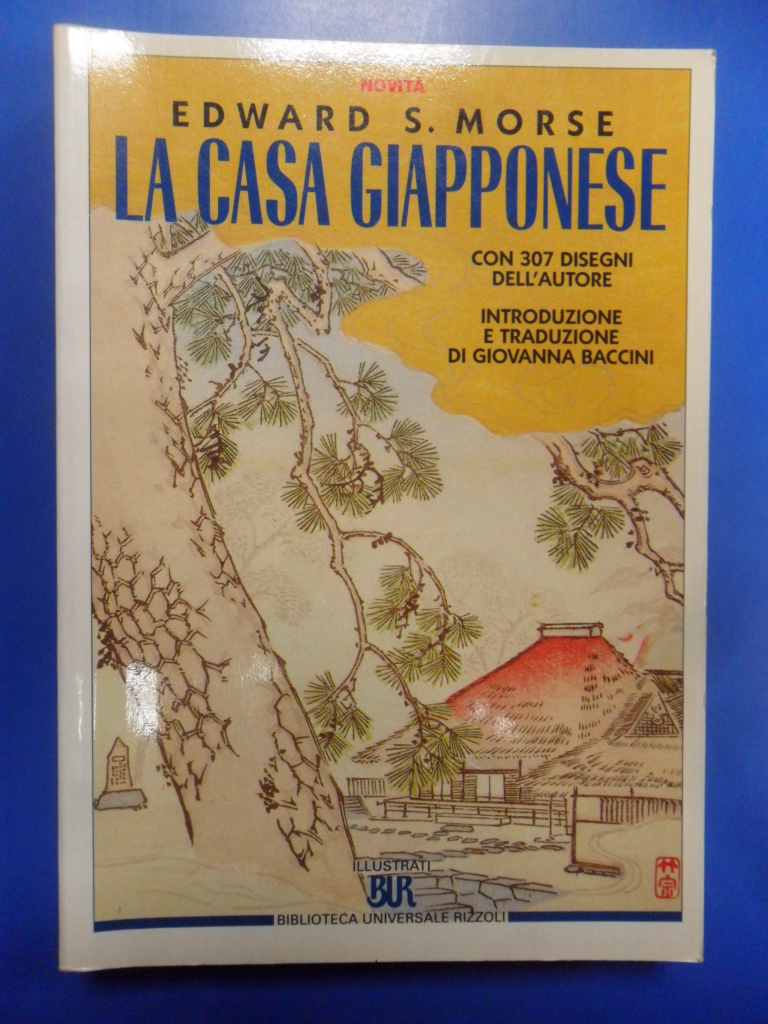 NOVITÀ
EDWARD S. MORSE
LA CASA GIAPPONESE
CON 307 DISEGNI
DELL'AUTORE
INTRODUZIONE
E TRADUZIONE
DI GIOVANNA BACCINI
ILLUSTRATI
BUR
BIBLIOTECA UNIVERSALE RIZZOLI